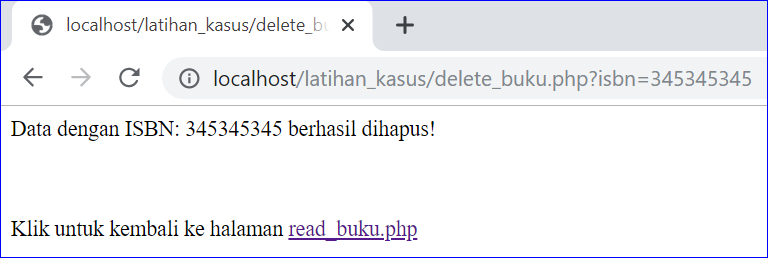 localhost/latihan_kasus/delete_bu
localhost/latihan_kasus/delete_buku.php?isbn=345345345
Data dengan ISBN: 345345345 berhasil dihapus!
Klik untuk kembali ke halaman read_buku.php